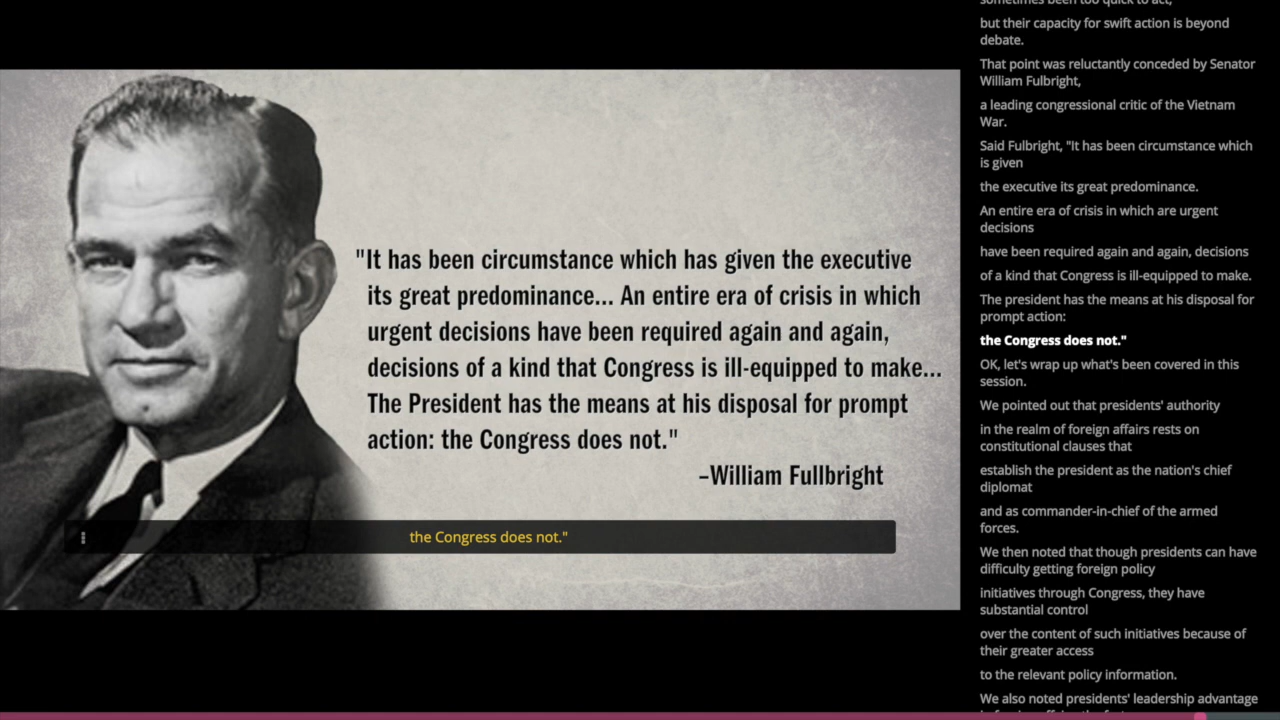 "It has been circumstance which has given the executive
its great predominance... An entire era of crisis in which
urgent decisions have been required again and again,
decisions of a kind that Congress is ill-equipped to make...
The President has the means at his disposal for prompt
action: the Congress does not."
–William Fullbright
the Congress does not."
sometimes been too quick to act,
but their capacity for swift action is beyond
debate.
That point was reluctantly conceded by Senator
William Fulbright,
a leading congressional critic of the Vietnam
War.
Said Fulbright, "It has been circumstance which
is given
the executive its great predominance.
An entire era of crisis in which are urgent
decisions
have been required again and again, decisions
of a kind that Congress is ill-equipped to make.
The president has the means at his disposal for
prompt action:
the Congress does not."
OK, let's wrap up what's been covered in this
session.
We pointed out that presidents' authority
in the realm of foreign affairs rests on
constitutional clauses that
establish the president as the nation's chief
diplomat
and as commander-in-chief of the armed
forces.
We then noted that though presidents can have
difficulty getting foreign policy
initiatives through Congress, they have
substantial control
over the content of such initiatives because of
their greater access
to the relevant policy information.
We also noted presidents' leadership advantage